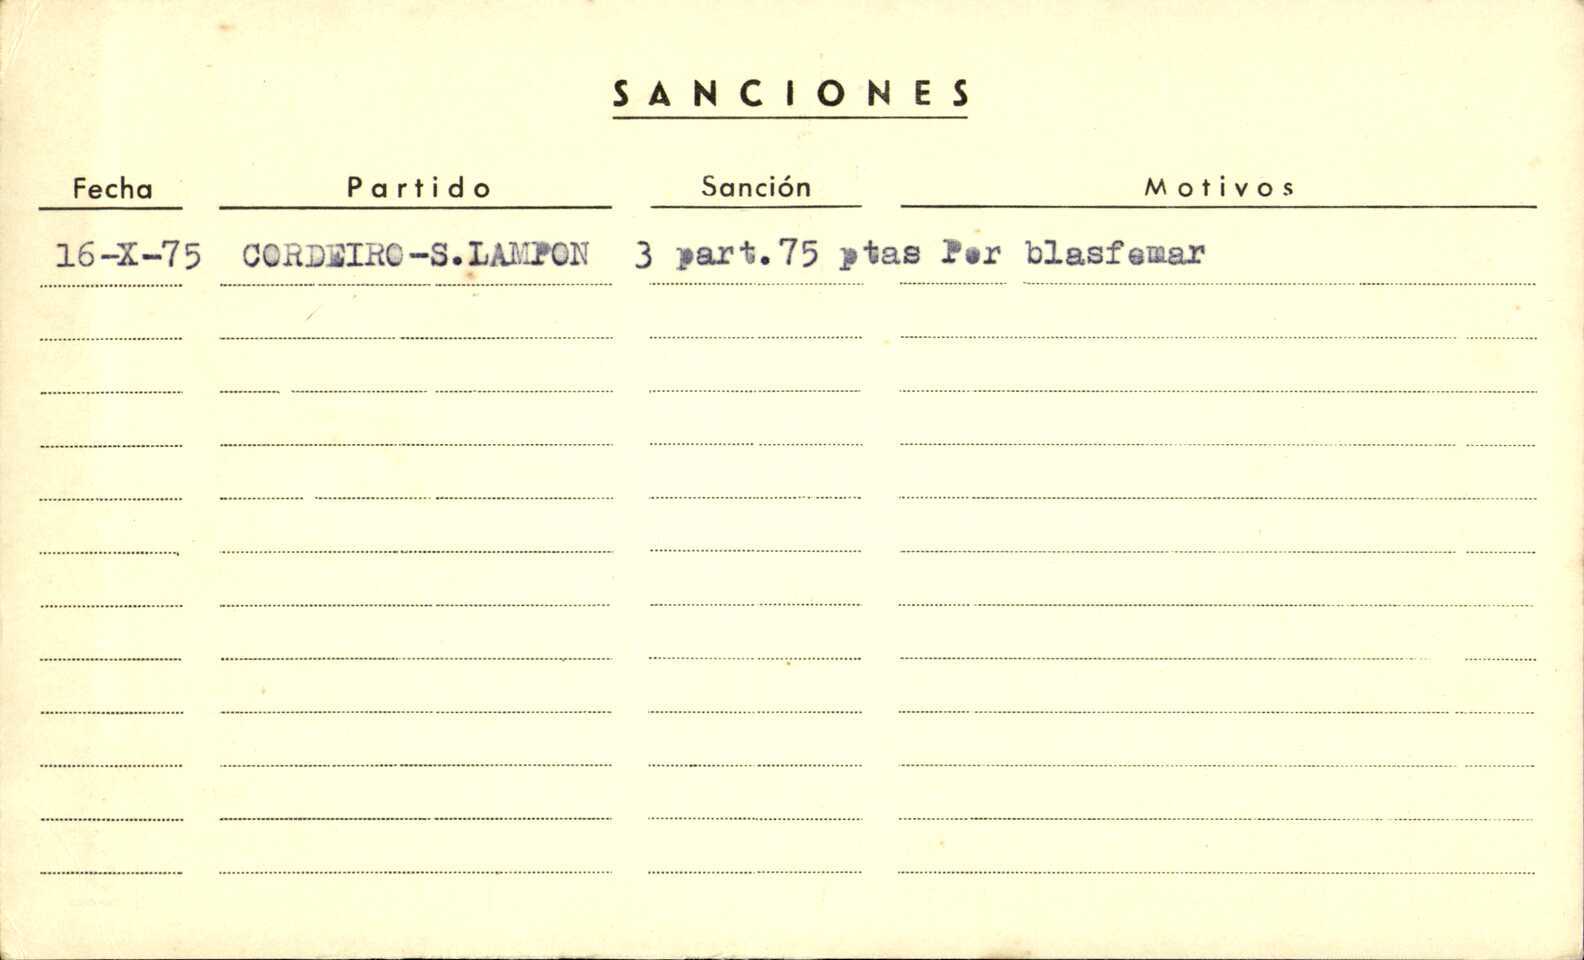 SANCIONES
Fecha Partido Sanción Motivos
16-X-75 CORDEIRO-S.LAMPON 3 part.75 ptas Por blasfemar